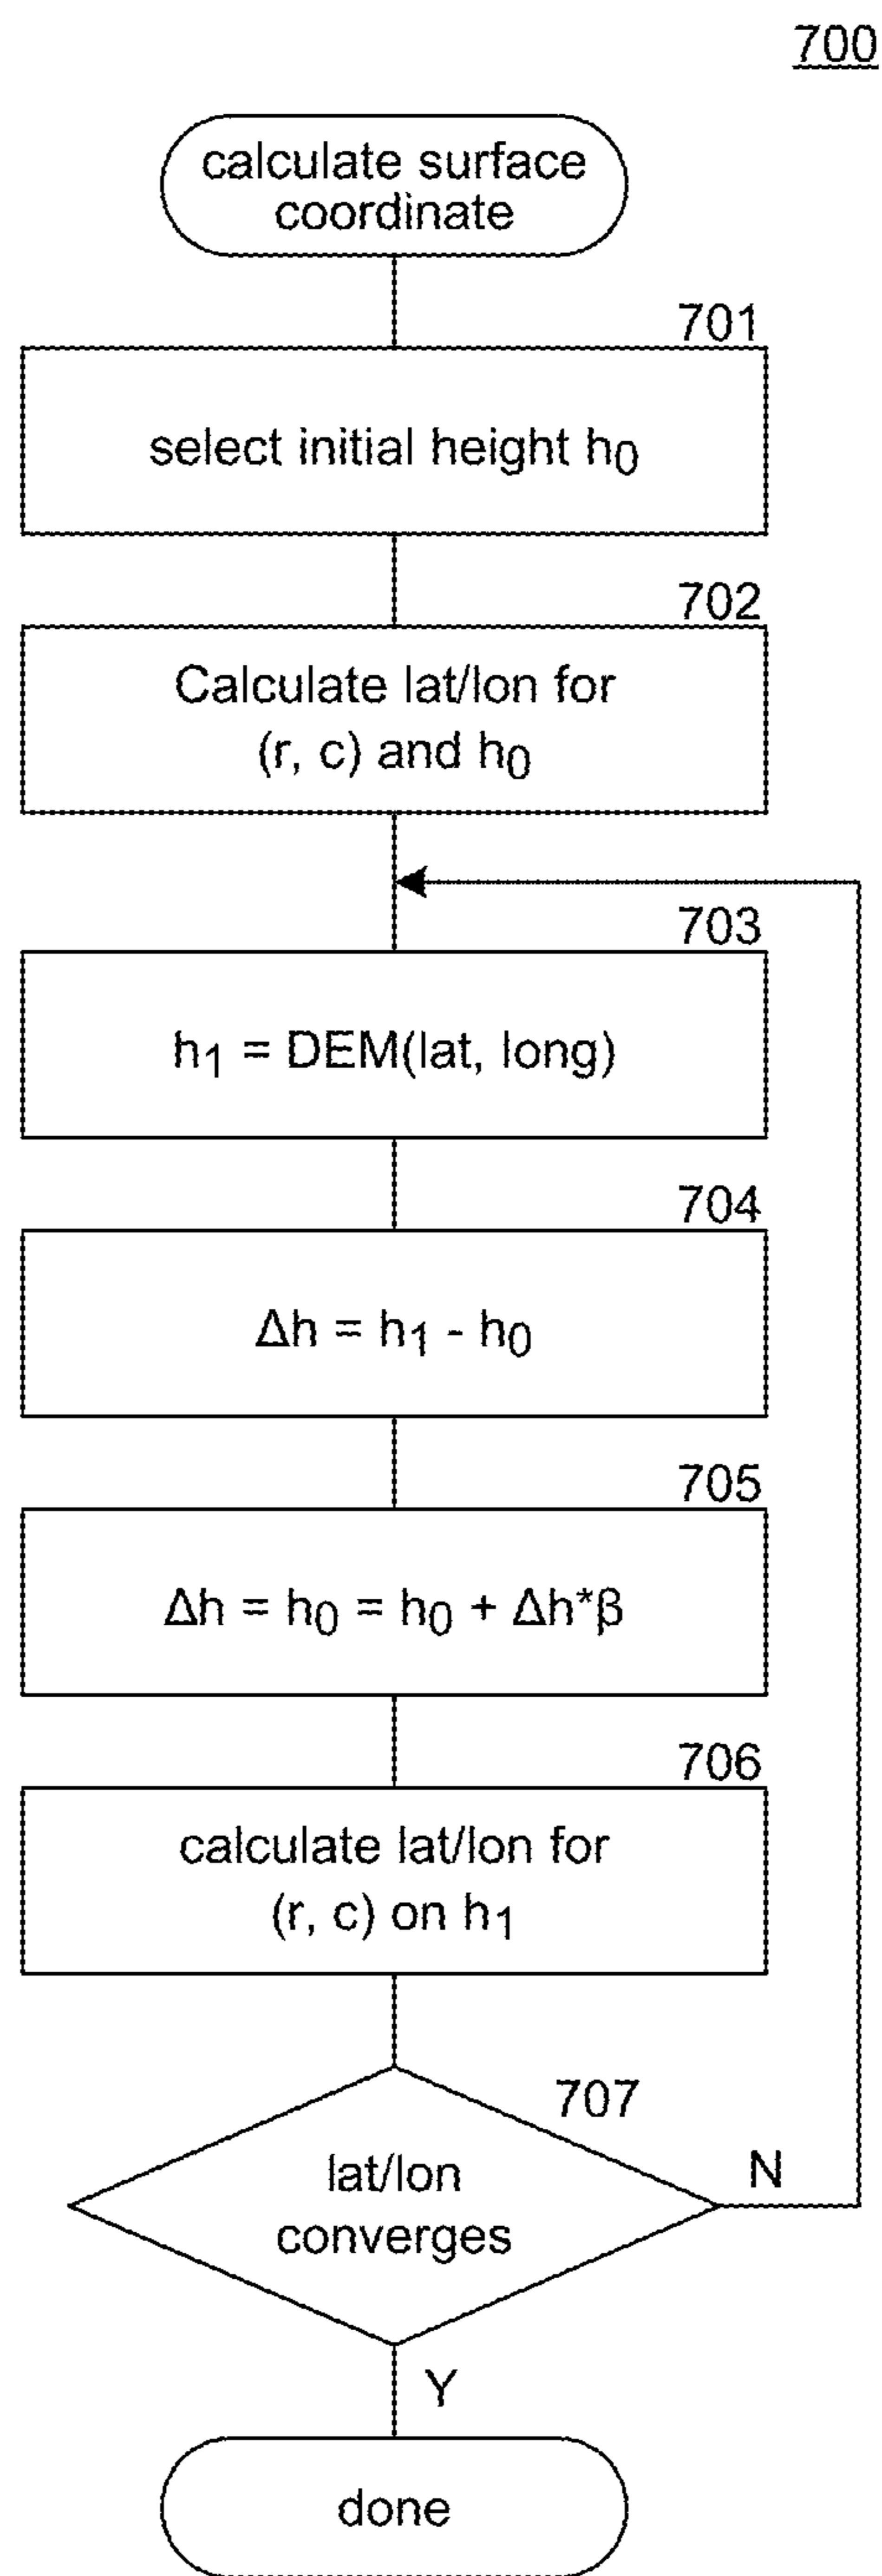 700
calculate surface
coordinate
701
select initial height h₀
702
Calculate lat/lon for
(r, c) and h₀
703
h₁ = DEM(lat, long)
704
Δh = h₁ - h₀
705
Δh = h₀ = h₀ + Δh*β
706
calculate lat/lon for
(r, c) on h₁
707
lat/lon
converges
N
Y
done